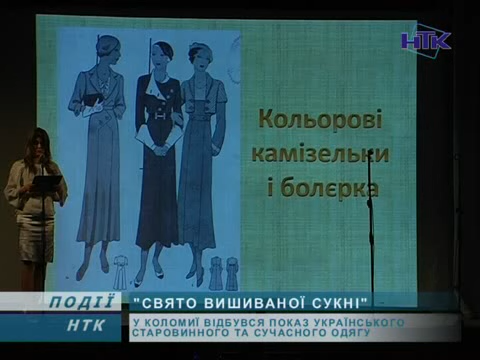 НТК
Кольорові
камізельки
і болєрка
ПОДІЇ
НТК
"СВЯТО ВИШИВАНОЇ СУКНІ"
У КОЛОМИЇ ВІДБУВСЯ ПОКАЗ УКРАЇНСЬКОГО
СТАРОВИННОГО ТА СУЧАСНОГО ОДЯГУ